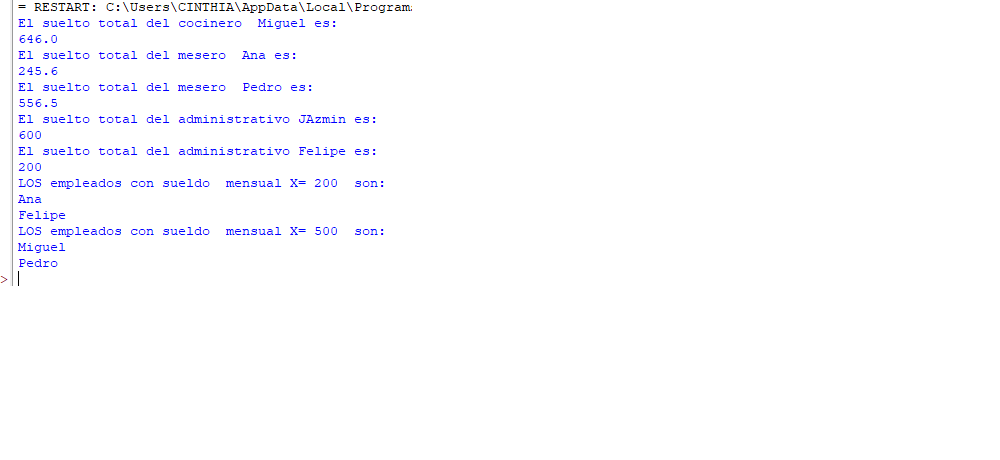 = RESTART: C:\Users\CINTHIA\AppData\Local\Program
El suelto total del cocinero  Miguel es:
646.0
El suelto total del mesero  Ana es:
245.6
El suelto total del mesero  Pedro es:
556.5
El suelto total del administrativo JAzmin es:
600
El suelto total del administrativo Felipe es:
200
LOS empleados con sueldo  mensual X= 200  son:
Ana
Felipe
LOS empleados con sueldo  mensual X= 500  son:
Miguel
Pedro
>